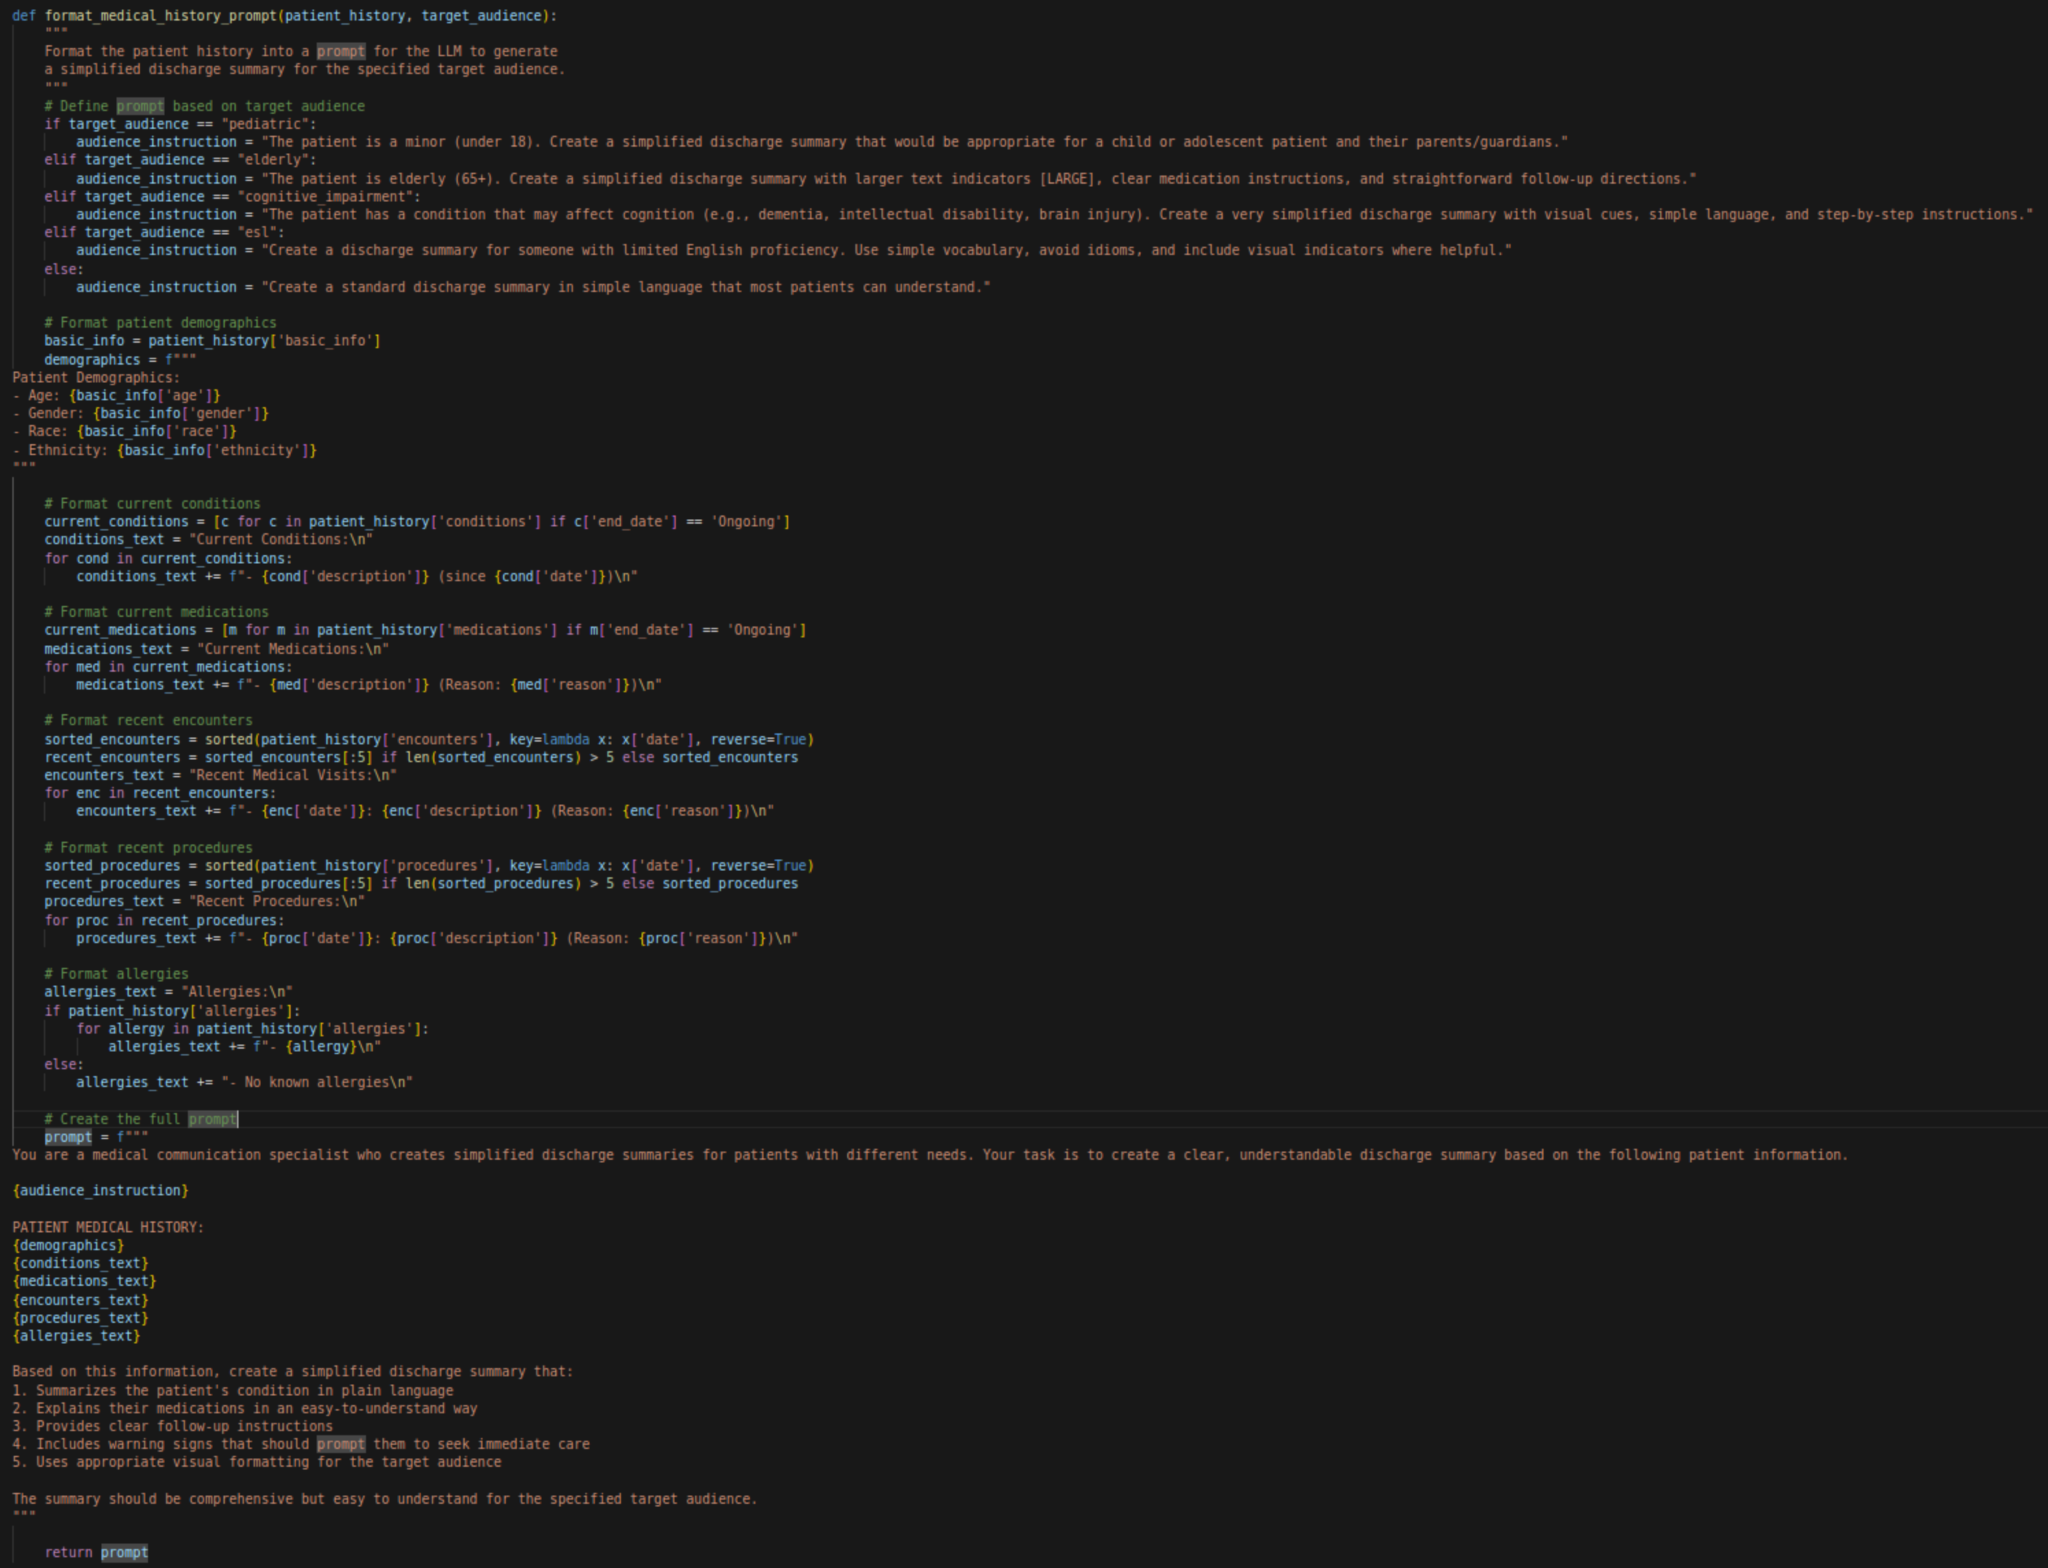 def format_medical_history_prompt(patient_history, target_audience):
    """
    Format the patient history into a prompt for the LLM to generate
    a simplified discharge summary for the specified target audience.
    """
    # Define prompt based on target audience
    if target_audience == "pediatric":
        audience_instruction = "The patient is a minor (under 18). Create a simplified discharge summary that would be appropriate for a child or adolescent patient and their parents/guardians."
    elif target_audience == "elderly":
        audience_instruction = "The patient is elderly (65+). Create a simplified discharge summary with larger text indicators [LARGE], clear medication instructions, and straightforward follow-up directions."
    elif target_audience == "cognitive_impairment":
        audience_instruction = "The patient has a condition that may affect cognition (e.g., dementia, intellectual disability, brain injury). Create a very simplified discharge summary with visual cues, simple language, and step-by-step instructions."
    elif target_audience == "esl":
        audience_instruction = "Create a discharge summary for someone with limited English proficiency. Use simple vocabulary, avoid idioms, and include visual indicators where helpful."
    else:
        audience_instruction = "Create a standard discharge summary in simple language that most patients can understand."

    # Format patient demographics
    basic_info = patient_history['basic_info']
    demographics = f"""
Patient Demographics:
- Age: {basic_info['age']}
- Gender: {basic_info['gender']}
- Race: {basic_info['race']}
- Ethnicity: {basic_info['ethnicity']}
"""

    # Format current conditions
    current_conditions = [c for c in patient_history['conditions'] if c['end_date'] == 'Ongoing']
    conditions_text = "Current Conditions:\n"
    for cond in current_conditions:
        conditions_text += f"- {cond['description']} (since {cond['date']})\n"

    # Format current medications
    current_medications = [m for m in patient_history['medications'] if m['end_date'] == 'Ongoing']
    medications_text = "Current Medications:\n"
    for med in current_medications:
        medications_text += f"- {med['description']} (Reason: {med['reason']})\n"

    # Format recent encounters
    sorted_encounters = sorted(patient_history['encounters'], key=lambda x: x['date'], reverse=True)
    recent_encounters = sorted_encounters[:5] if len(sorted_encounters) > 5 else sorted_encounters
    encounters_text = "Recent Medical Visits:\n"
    for enc in recent_encounters:
        encounters_text += f"- {enc['date']}: {enc['description']} (Reason: {enc['reason']})\n"

    # Format recent procedures
    sorted_procedures = sorted(patient_history['procedures'], key=lambda x: x['date'], reverse=True)
    recent_procedures = sorted_procedures[:5] if len(sorted_procedures) > 5 else sorted_procedures
    procedures_text = "Recent Procedures:\n"
    for proc in recent_procedures:
        procedures_text += f"- {proc['date']}: {proc['description']} (Reason: {proc['reason']})\n"

    # Format allergies
    allergies_text = "Allergies:\n"
    if patient_history['allergies']:
        for allergy in patient_history['allergies']:
            allergies_text += f"- {allergy}\n"
    else:
        allergies_text += "- No known allergies\n"

    # Create the full prompt
    prompt = f"""
You are a medical communication specialist who creates simplified discharge summaries for patients with different needs. Your task is to create a clear, understandable discharge summary based on the following patient information.

{audience_instruction}

PATIENT MEDICAL HISTORY:
{demographics}
{conditions_text}
{medications_text}
{encounters_text}
{procedures_text}
{allergies_text}

Based on this information, create a simplified discharge summary that:
1. Summarizes the patient's condition in plain language
2. Explains their medications in an easy-to-understand way
3. Provides clear follow-up instructions
4. Includes warning signs that should prompt them to seek immediate care
5. Uses appropriate visual formatting for the target audience

The summary should be comprehensive but easy to understand for the specified target audience.
"""

    return prompt